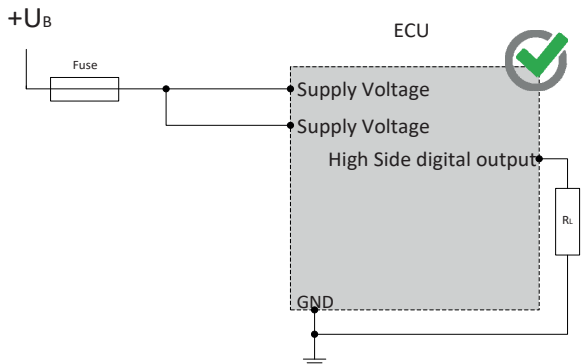 +UB
ECU
Fuse
Supply Voltage
Supply Voltage
High Side digital output
RL
GND